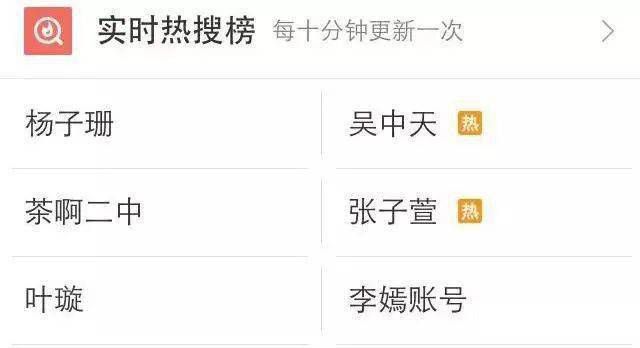 实时热搜榜 每十分钟更新一次
杨子珊 吴中天 热
茶啊二中 张子萱 热
叶璇 李嫣账号